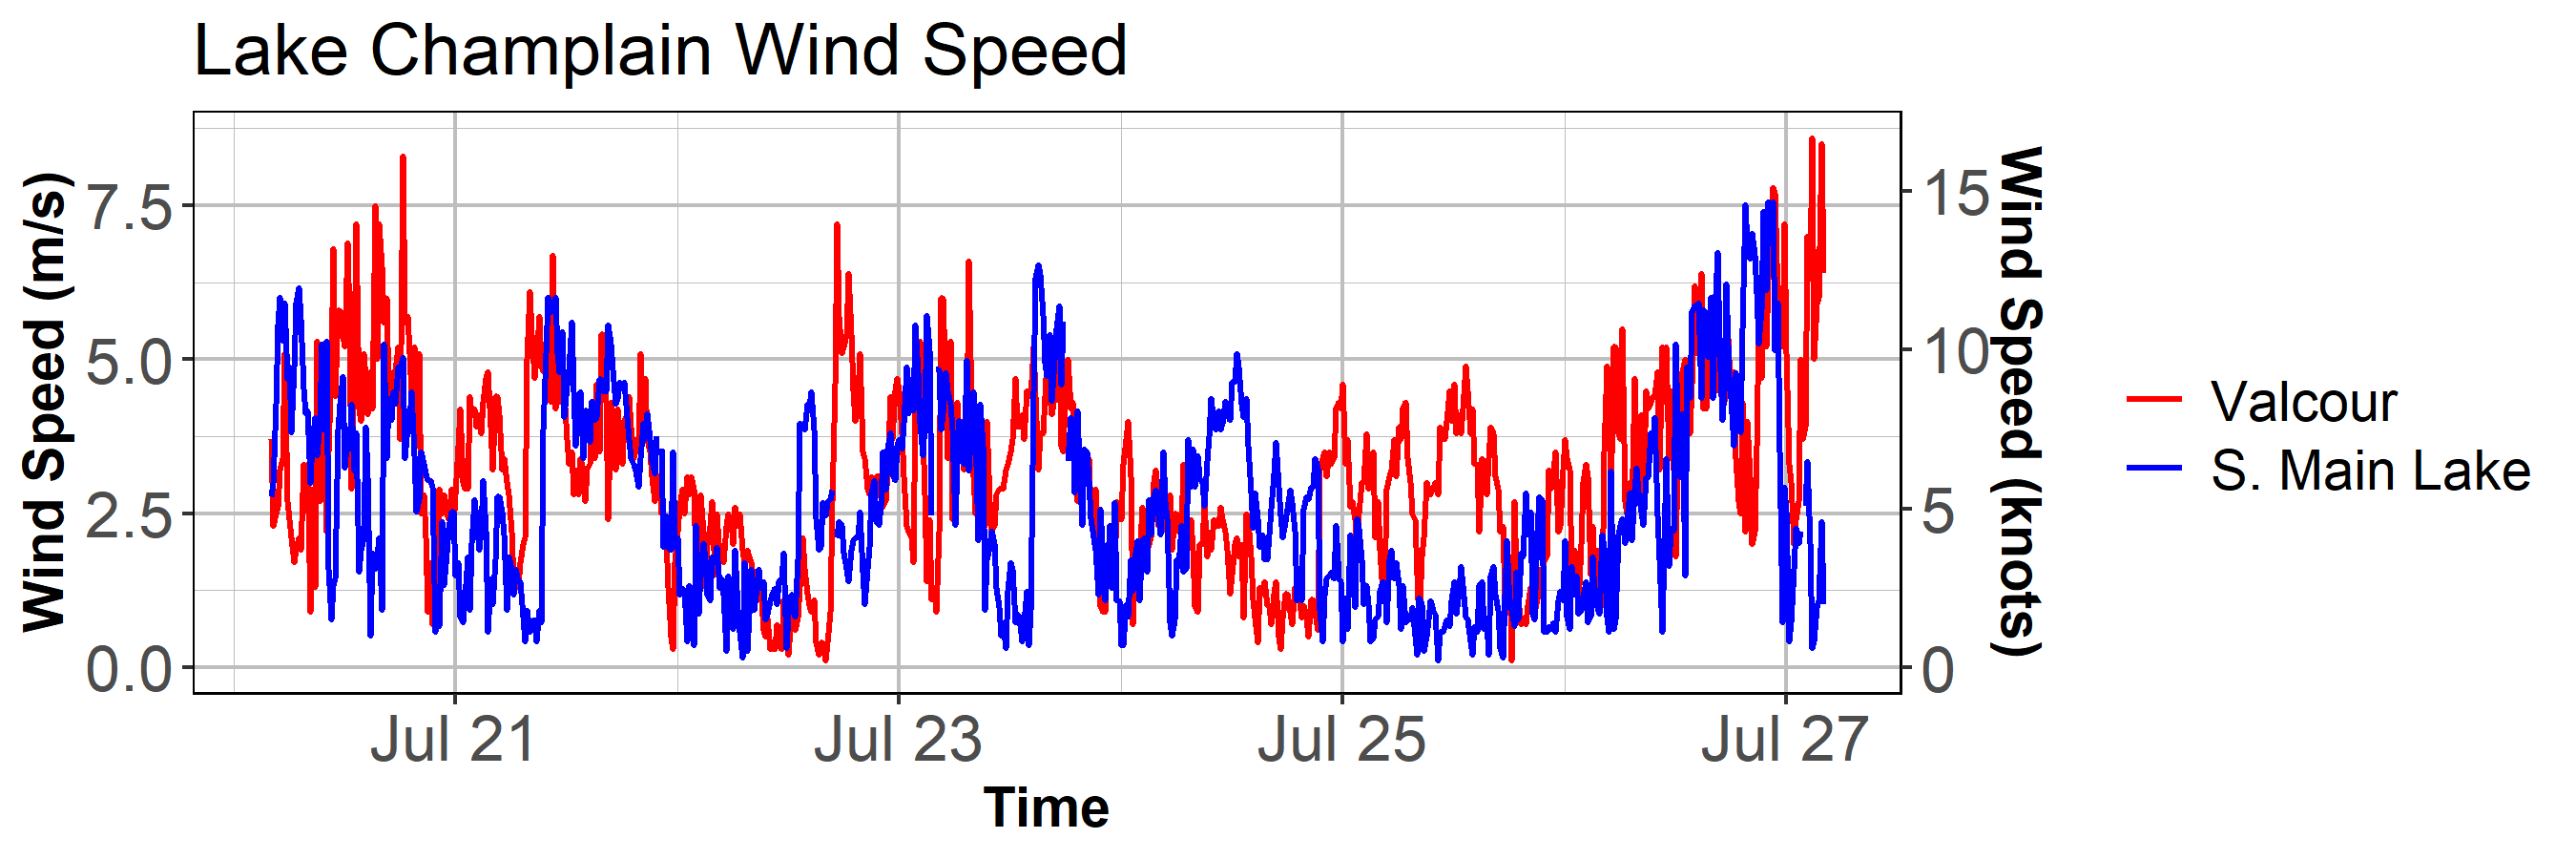 Lake Champlain Wind Speed
Wind Speed (m/s)
7.5
5.0
2.5
0.0
15
10
5
0
Wind Speed (knots)
Jul 21
Jul 23
Jul 25
Jul 27
Time
Valcour
S. Main Lake